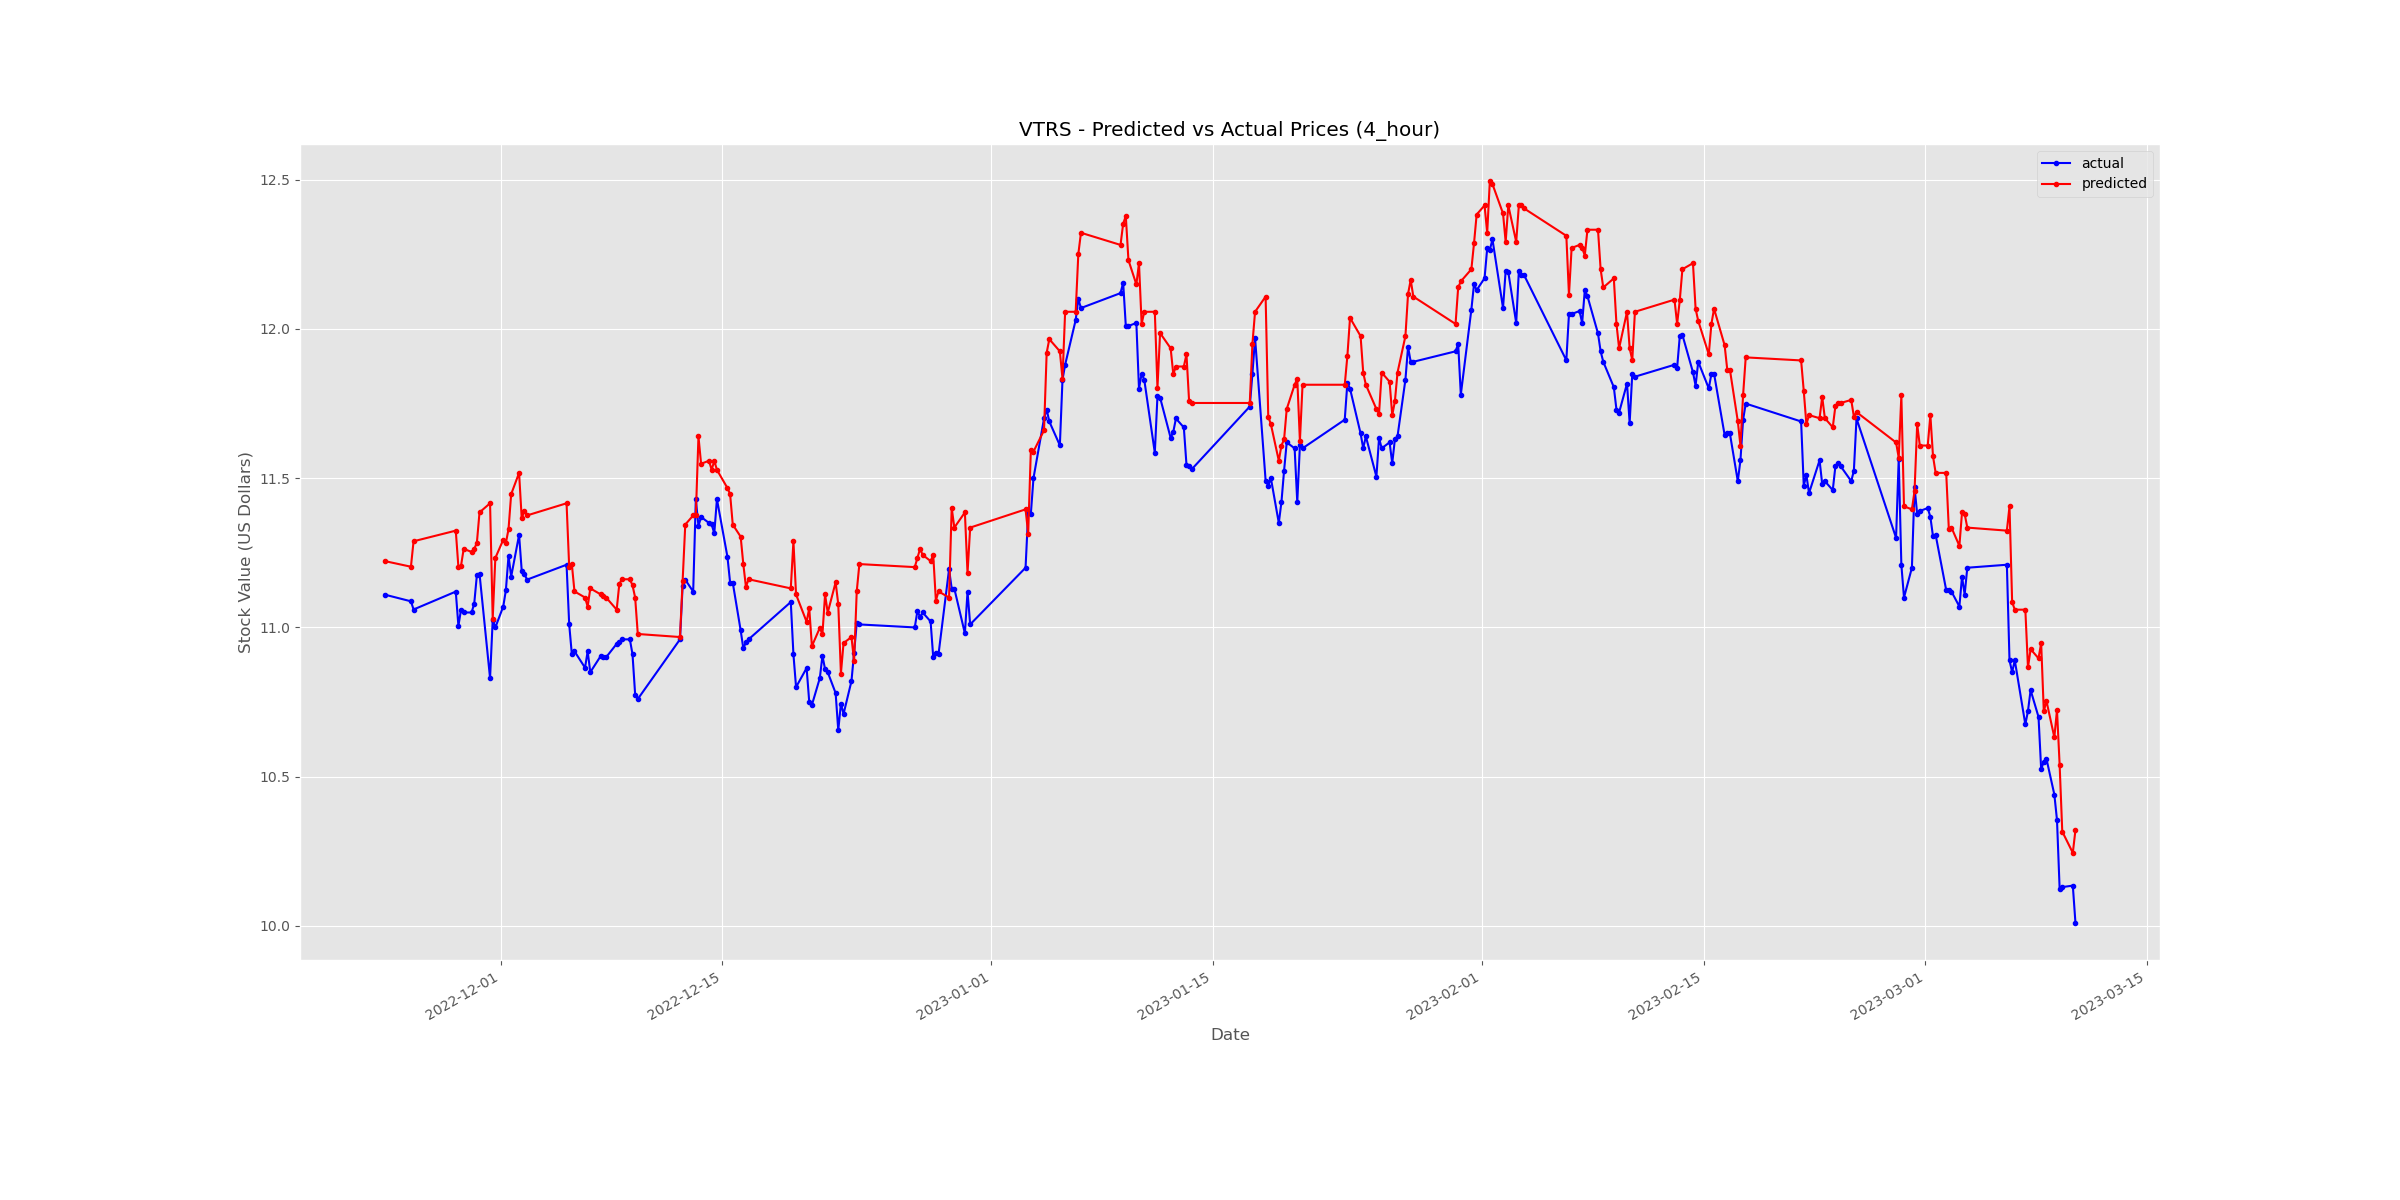 VTRS - Predicted vs Actual Prices (4_hour)
actual
predicted
12.5
12.0
11.5
11.0
10.5
10.0
Stock Value (US Dollars)
2022-12-01
2022-12-15
2023-01-01
2023-01-15
2023-02-01
2023-02-15
2023-03-01
2023-03-15
Date